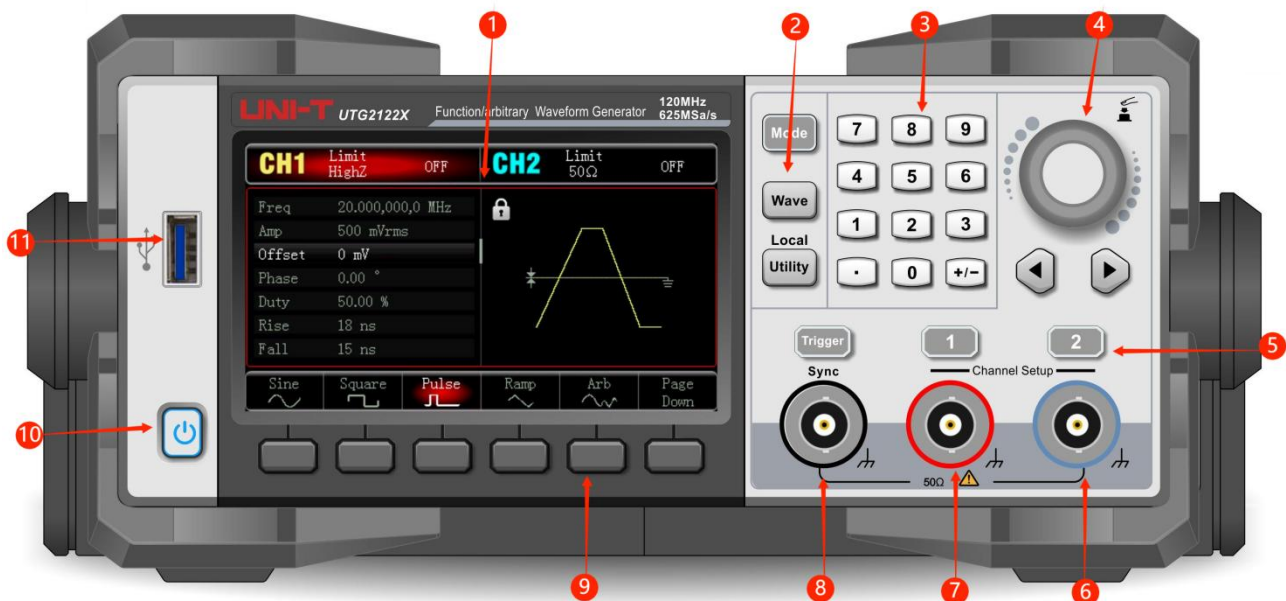 1
2
3
4
UNI-T UTG2122X Function/arbitrary Waveform Generator 120MHz 625MSa/s
CH1 Limit HighZ OFF
CH2 Limit 50Ω OFF
Freq 20.000,000,0 MHz
Amp 500 mVrms
Offset 0 mV
Phase 0.00 °
Duty 50.00 %
Rise 18 ns
Fall 15 ns
Sine Square Pulse Ramp Arb Page Down
Mode
Wave
Local
Utility
7 8 9
4 5 6
1 2 3
. 0 +/−
Trigger 1 2
Sync
Channel Setup
50Ω
11
5
10
9
8
7
6